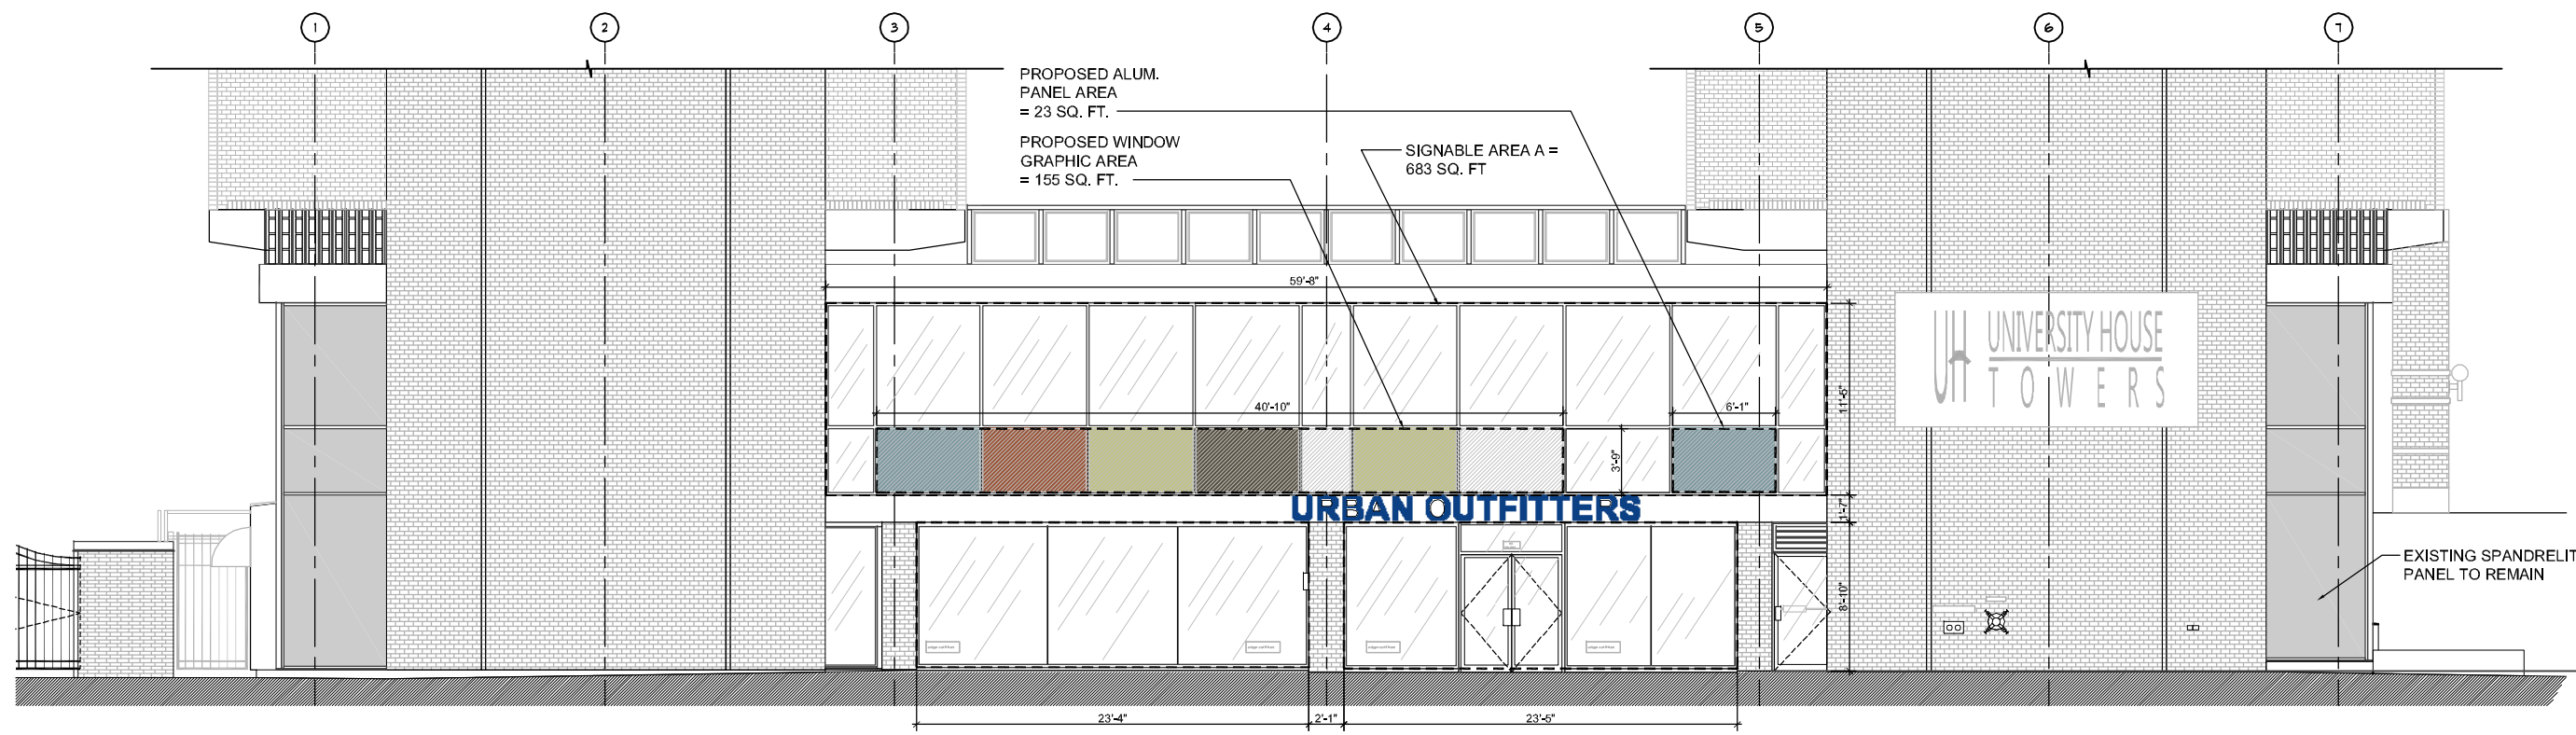 1
2
3
4
5
6
7
PROPOSED ALUM.
PANEL AREA
= 23 SQ. FT.
PROPOSED WINDOW
GRAPHIC AREA
= 155 SQ. FT.
SIGNABLE AREA A =
683 SQ. FT
59'-8"
UH UNIVERSITY HOUSE
TOWERS
40'-10"
6'-1"
11'-5"
3'-9"
URBAN OUTFITTERS
1'-7"
8'-10"
EXISTING SPANDRELIT
PANEL TO REMAIN
23'-4"
2'-1"
23'-5"